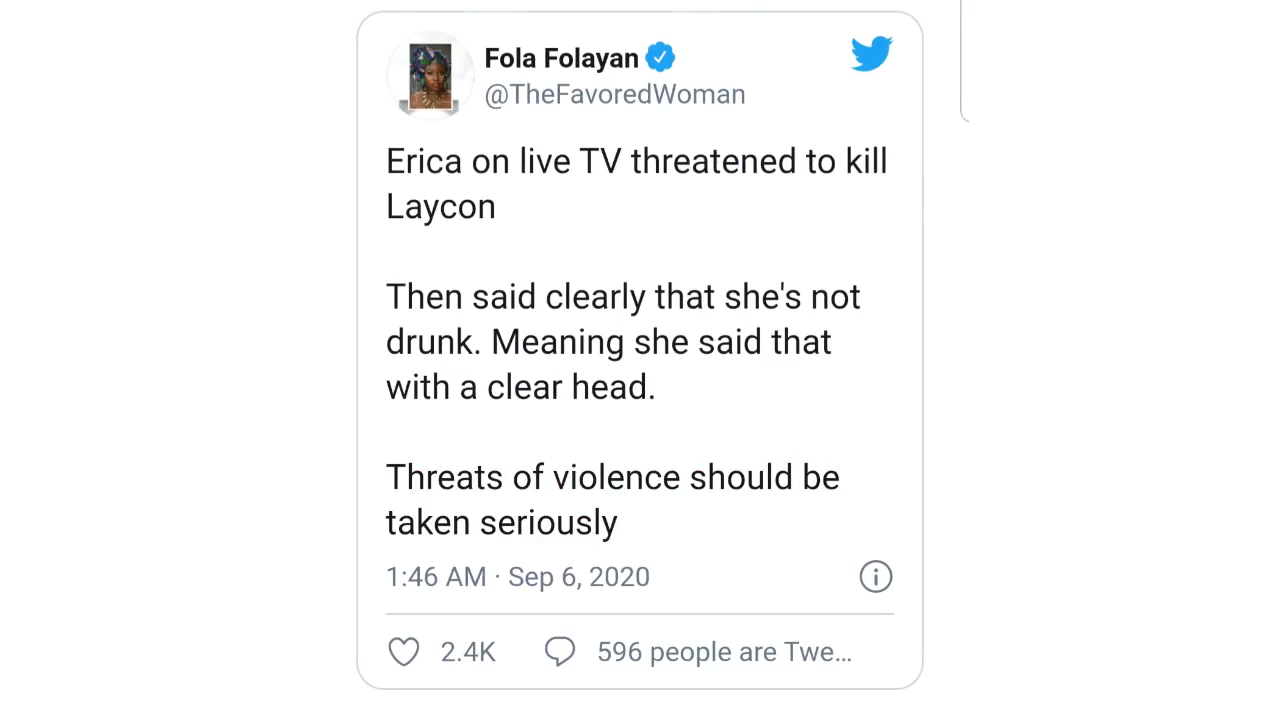 Fola Folayan
@TheFavoredWoman
Erica on live TV threatened to kill
Laycon
Then said clearly that she's not
drunk. Meaning she said that
with a clear head.
Threats of violence should be
taken seriously
1:46 AM · Sep 6, 2020
2.4K
596 people are Twe...